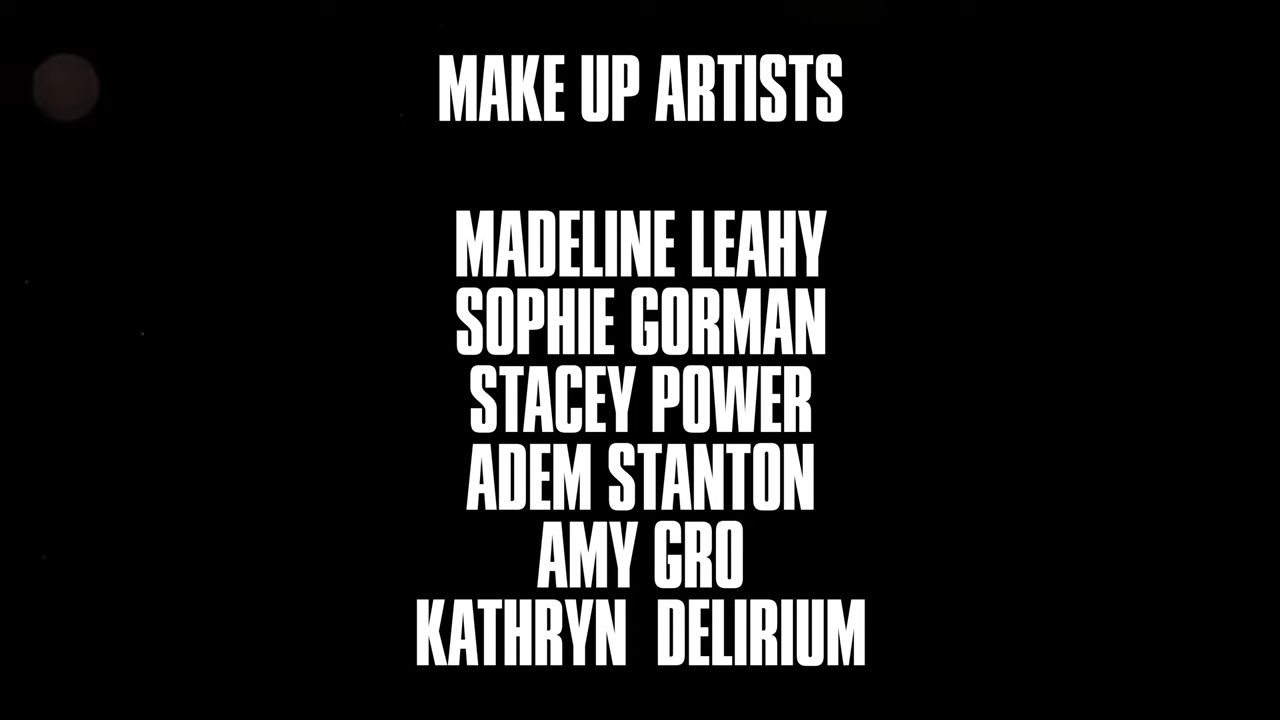 MAKE UP ARTISTS
MADELINE LEAHY
SOPHIE GORMAN
STACEY POWER
ADEM STANTON
AMY GRO
KATHRYN  DELIRIUM